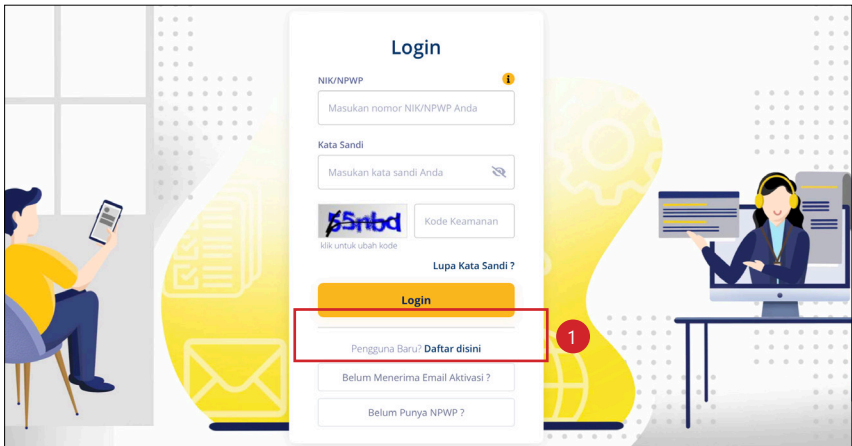 Login
NIK/NPWP
i
Masukan nomor NIK/NPWP Anda
Kata Sandi
Masukan kata sandi Anda
55nbd
Kode Keamanan
klik untuk ubah kode
Lupa Kata Sandi ?
Login
1
Pengguna Baru? Daftar disini
Belum Menerima Email Aktivasi ?
Belum Punya NPWP ?